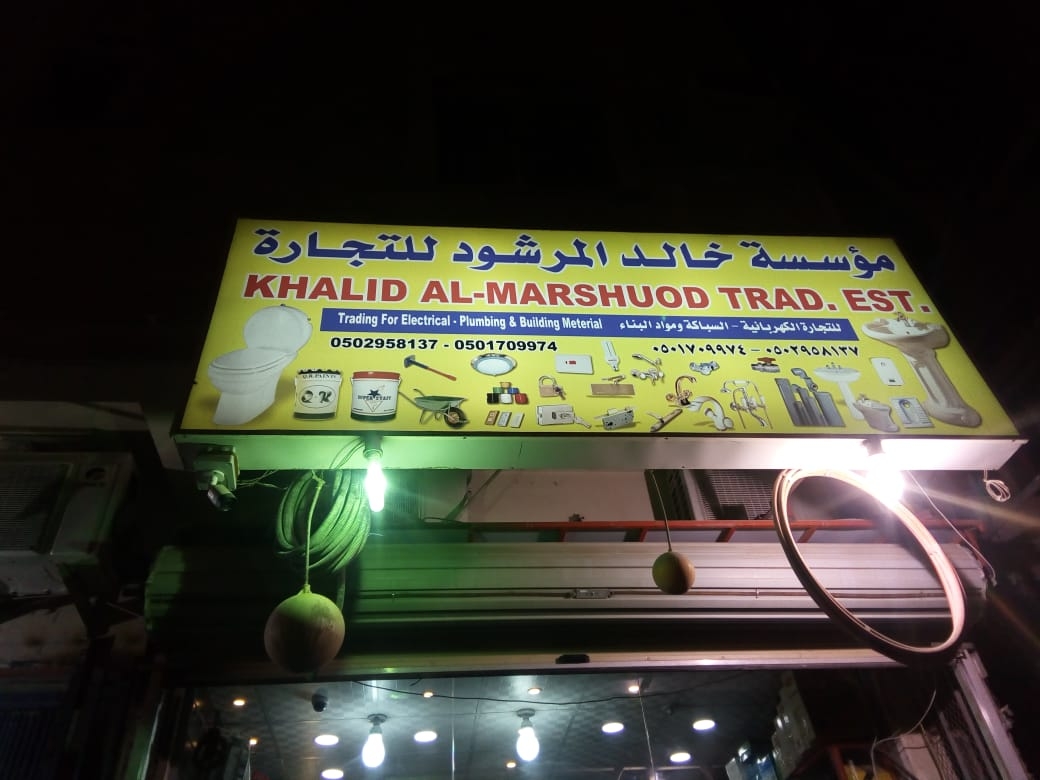 مؤسسة خالد المرشود للتجارة
KHALID AL-MARSHUOD TRAD. EST.
Trading For Electrical - Plumbing & Building Meterial للتجارة الكهربائية - السباكة ومواد البناء
0502958137 - 0501709974 ٠٥٠٢٩٥٨١٣٧ - ٠٥٠١٧٠٩٩٧٤